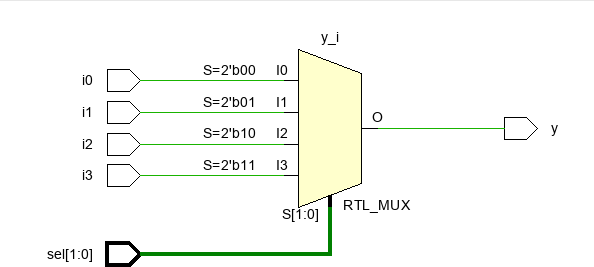 y_i
i0 S=2'b00 I0
i1 S=2'b01 I1
O
y
i2 S=2'b10 I2
i3 S=2'b11 I3
S[1:0] RTL_MUX
sel[1:0]